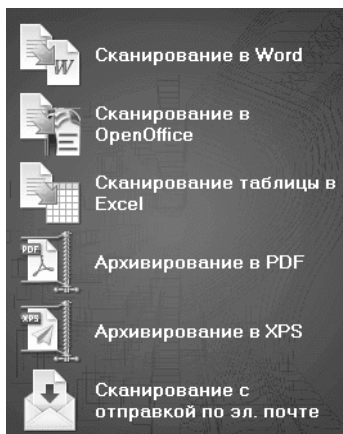 Сканирование в Word
Сканирование в
OpenOffice
Сканирование таблицы в
Excel
PDF
Архивирование в PDF
XPS
Архивирование в XPS
Сканирование с
отправкой по эл. почте